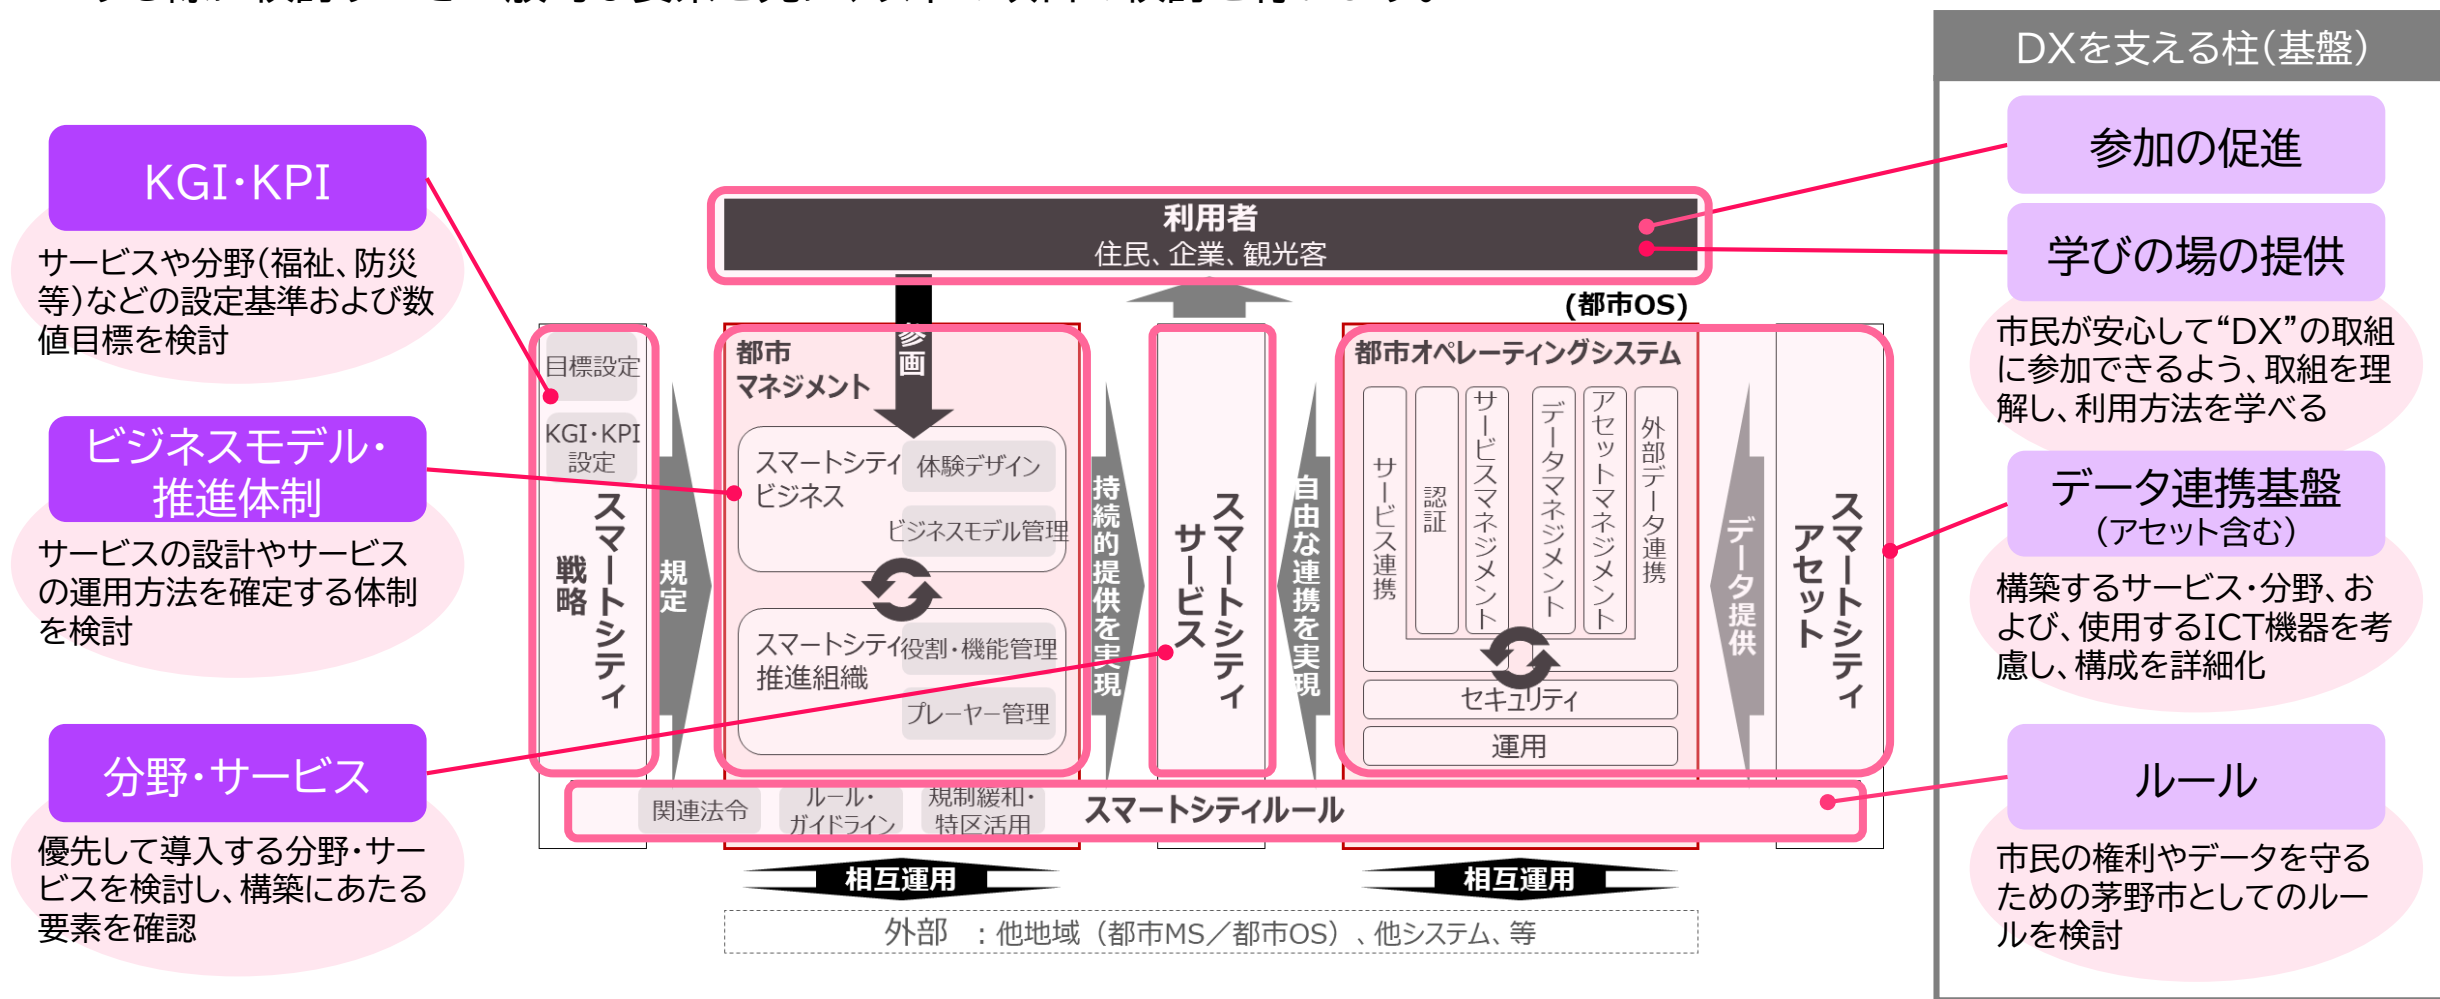 DXを支える柱(基盤)
KGI・KPI
サービスや分野(福祉、防災
等)などの設定基準および数
値目標を検討
ビジネスモデル・
推進体制
サービスの設計やサービス
の運用方法を確定する体制
を検討
分野・サービス
優先して導入する分野・サー
ビスを検討し、構築にあたる
要素を確認
利用者
住民、企業、観光客
参画
(都市OS)
目標設定
KGI・KPI
設定
スマートシティ
戦略
規定
都市
マネジメント
スマートシティ
ビジネス
体験デザイン
ビジネスモデル管理
スマートシティ
推進組織
役割・機能管理
プレーヤー管理
持続的提供を実現
スマートシティ
サービス
自由な連携を実現
都市オペレーティングシステム
サービス連携
認証
サービスマネジメント
データマネジメント
アセットマネジメント
外部データ連携
セキュリティ
運用
データ提供
スマートシティ
アセット
関連法令
ルール・
ガイドライン
規制緩和・
特区活用
スマートシティルール
相互運用
相互運用
外部 :他地域(都市MS/都市OS)、他システム、等
参加の促進
学びの場の提供
市民が安心して“DX”の取組
に参加できるよう、取組を理
解し、利用方法を学べる
データ連携基盤
(アセット含む)
構築するサービス・分野、お
よび、使用するICT機器を考
慮し、構成を詳細化
ルール
市民の権利やデータを守る
ための茅野市としてのルー
ルを検討